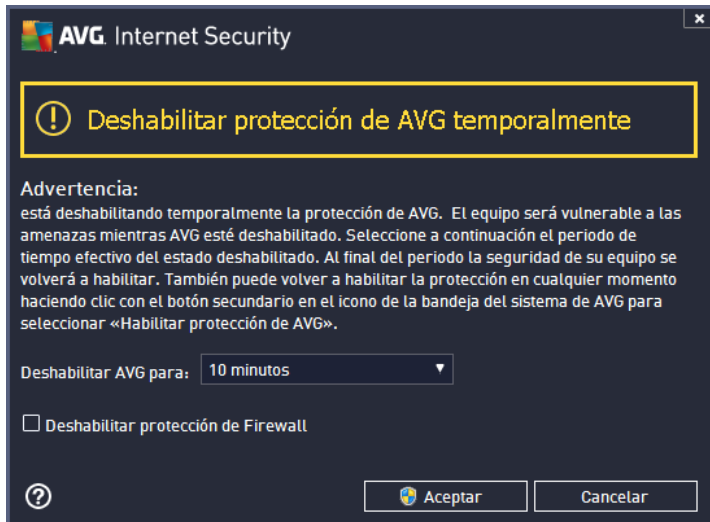 AVG. Internet Security
Deshabilitar protección de AVG temporalmente
Advertencia:
está deshabilitando temporalmente la protección de AVG. El equipo será vulnerable a las
amenazas mientras AVG esté deshabilitado. Seleccione a continuación el periodo de
tiempo efectivo del estado deshabilitado. Al final del periodo la seguridad de su equipo se
volverá a habilitar. También puede volver a habilitar la protección en cualquier momento
haciendo clic con el botón secundario en el icono de la bandeja del sistema de AVG para
seleccionar «Habilitar protección de AVG».
Deshabilitar AVG para: 10 minutos
Deshabilitar protección de Firewall
Aceptar Cancelar